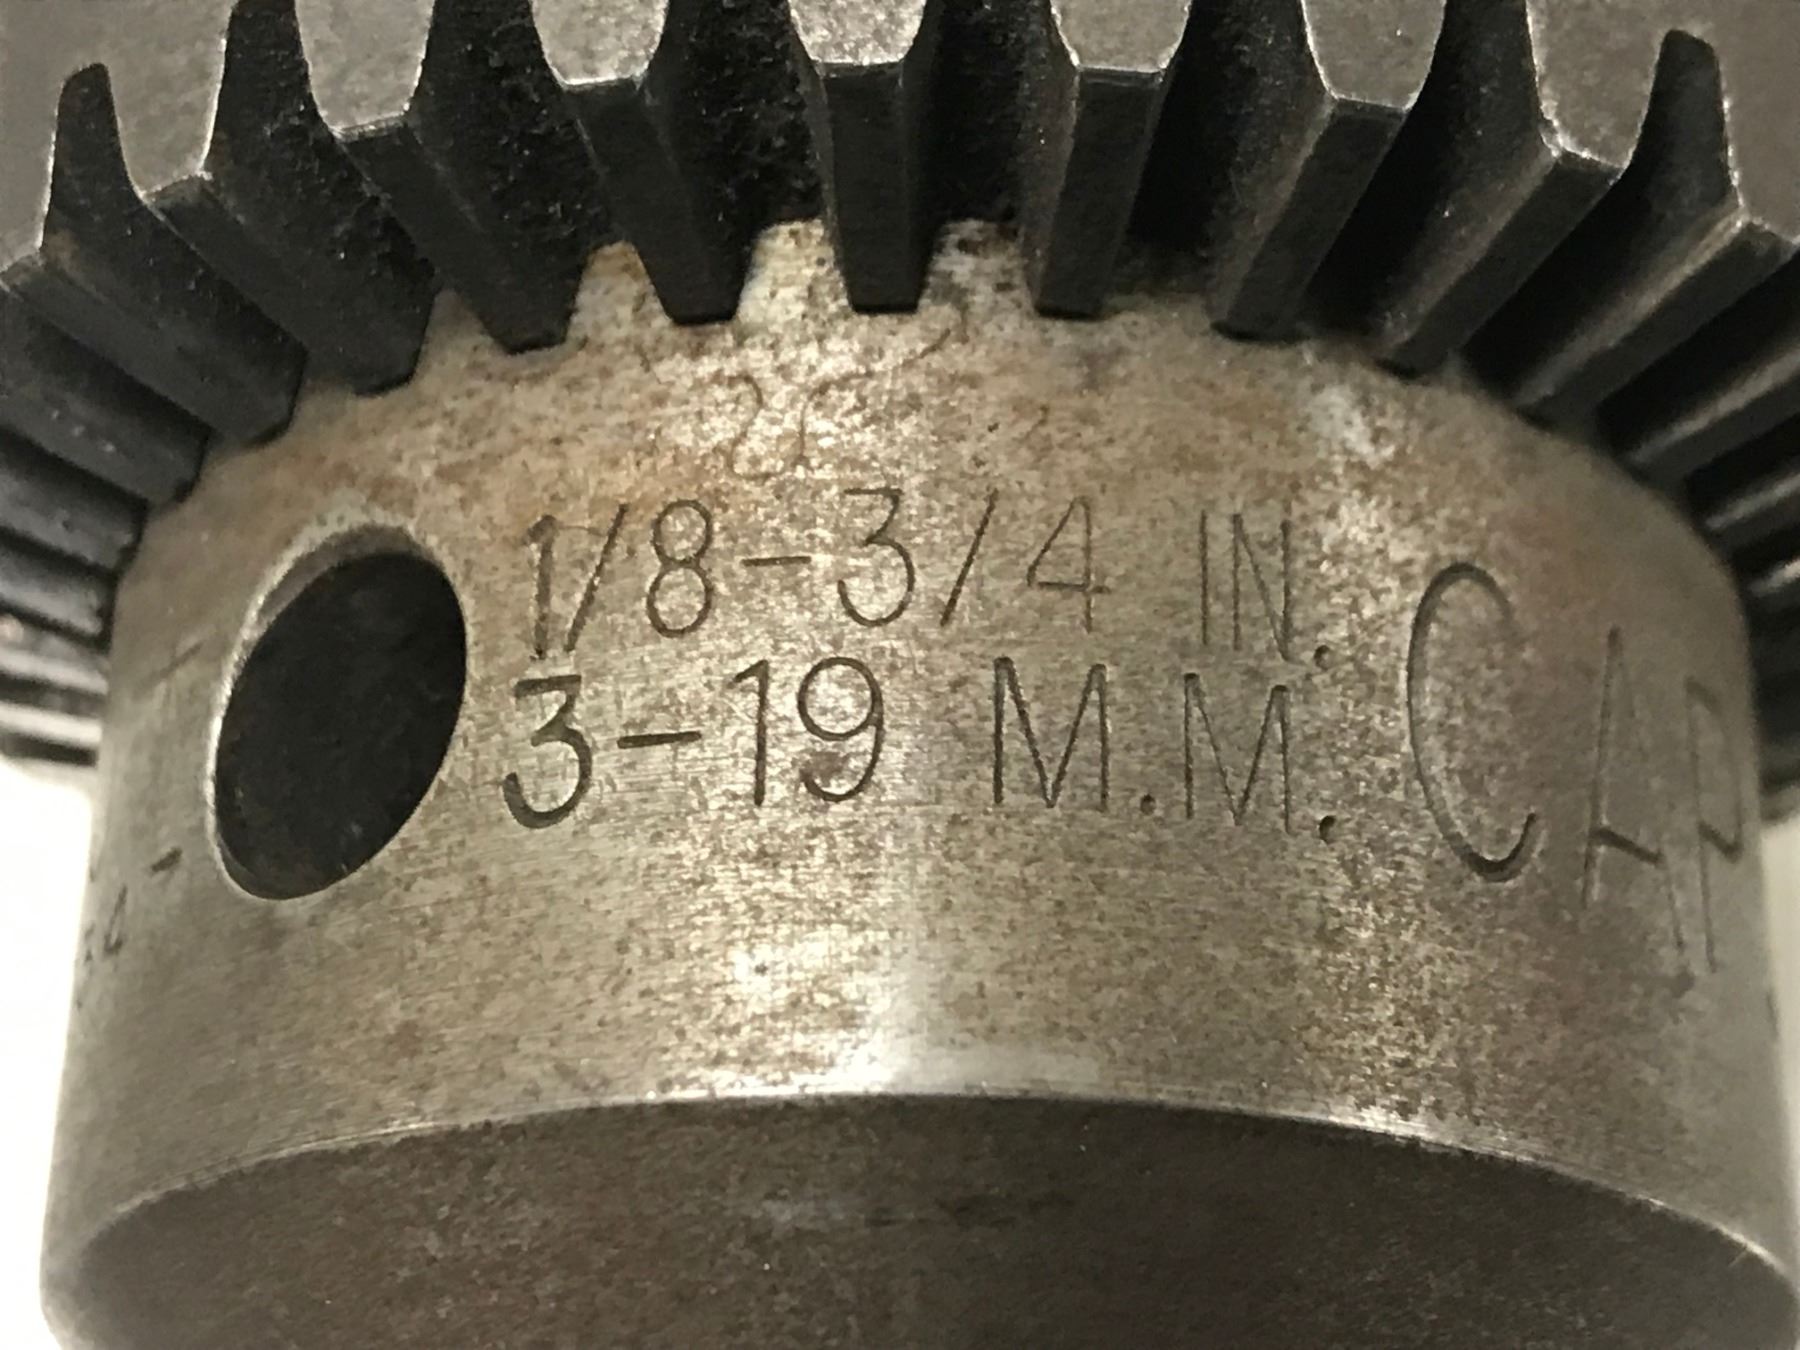 1/8-3/4 IN.
3-19 M.M.
CAP